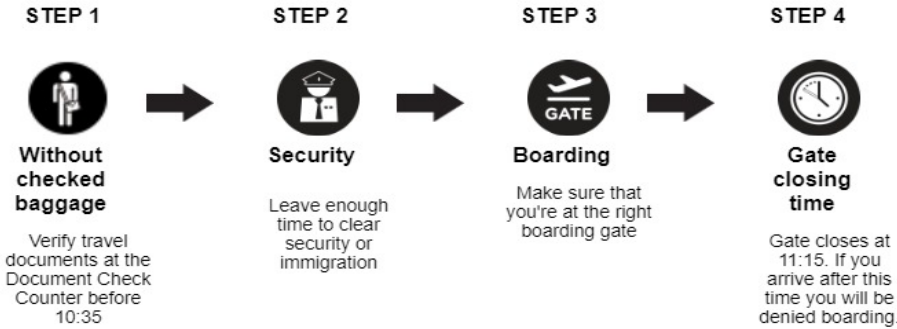 STEP 1
Without
checked
baggage
Verify travel
documents at the
Document Check
Counter before
10:35
STEP 2
Security
Leave enough
time to clear
security or
immigration
STEP 3
GATE
Boarding
Make sure that
you're at the right
boarding gate
STEP 4
Gate
closing
time
Gate closes at
11:15. If you
arrive after this
time you will be
denied boarding.